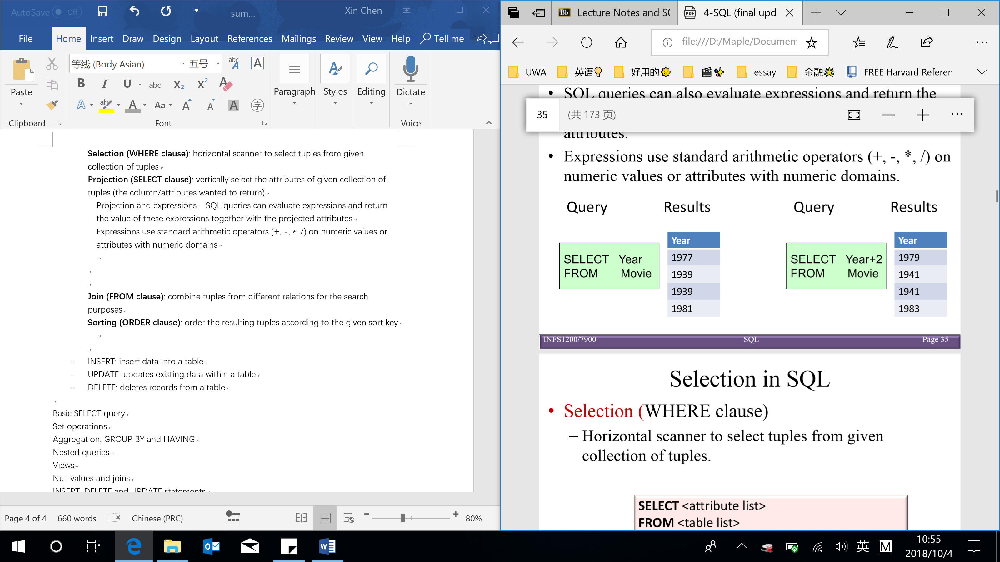 AutoSave Off
sum...
Xin Chen
File Home Insert Draw Design Layout References Mailings Review View Help Tell me
等线 (Body Asian) 五号
Paste
Paragraph Styles Editing Dictate
Clipboard Font Voice
Selection (WHERE clause): horizontal scanner to select tuples from given
collection of tuples
Projection (SELECT clause): vertically select the attributes of given collection of
tuples (the column/attributes wanted to return)
Projection and expressions – SQL queries can evaluate expressions and return
the value of these expressions together with the projected attributes
Expressions use standard arithmetic operators (+, -, *, /) on numeric values or
attributes with numeric domains
Join (FROM clause): combine tuples from different relations for the search
purposes
Sorting (ORDER clause): order the resulting tuples according to the given sort key
- INSERT: insert data into a table
- UPDATE: updates existing data within a table
- DELETE: deletes records from a table
Basic SELECT query
Set operations
Aggregation, GROUP BY and HAVING
Nested queries
Views
Null values and joins
INSERT, DELETE and UPDATE statements
Page 4 of 4 660 words Chinese (PRC) 80%
Bb Lecture Notes and SQ
PDF 4-SQL (final upd
file:///D:/Maple/Document
UWA 英语 好用的 essay 金融 FREE Harvard Referer
• SQL queries can also evaluate expressions and return the
35 (共 173 页)
attributes.
• Expressions use standard arithmetic operators (+, -, *, /) on
numeric values or attributes with numeric domains.
Query Results Query Results
SELECT Year
FROM Movie
Year
1977
1939
1939
1981
SELECT Year+2
FROM Movie
Year
1979
1941
1941
1983
INFS1200/7900 SQL Page 35
Selection in SQL
• Selection (WHERE clause)
– Horizontal scanner to select tuples from given
collection of tuples.
SELECT <attribute list>
FROM <table list>
英 M
10:55
2018/10/4